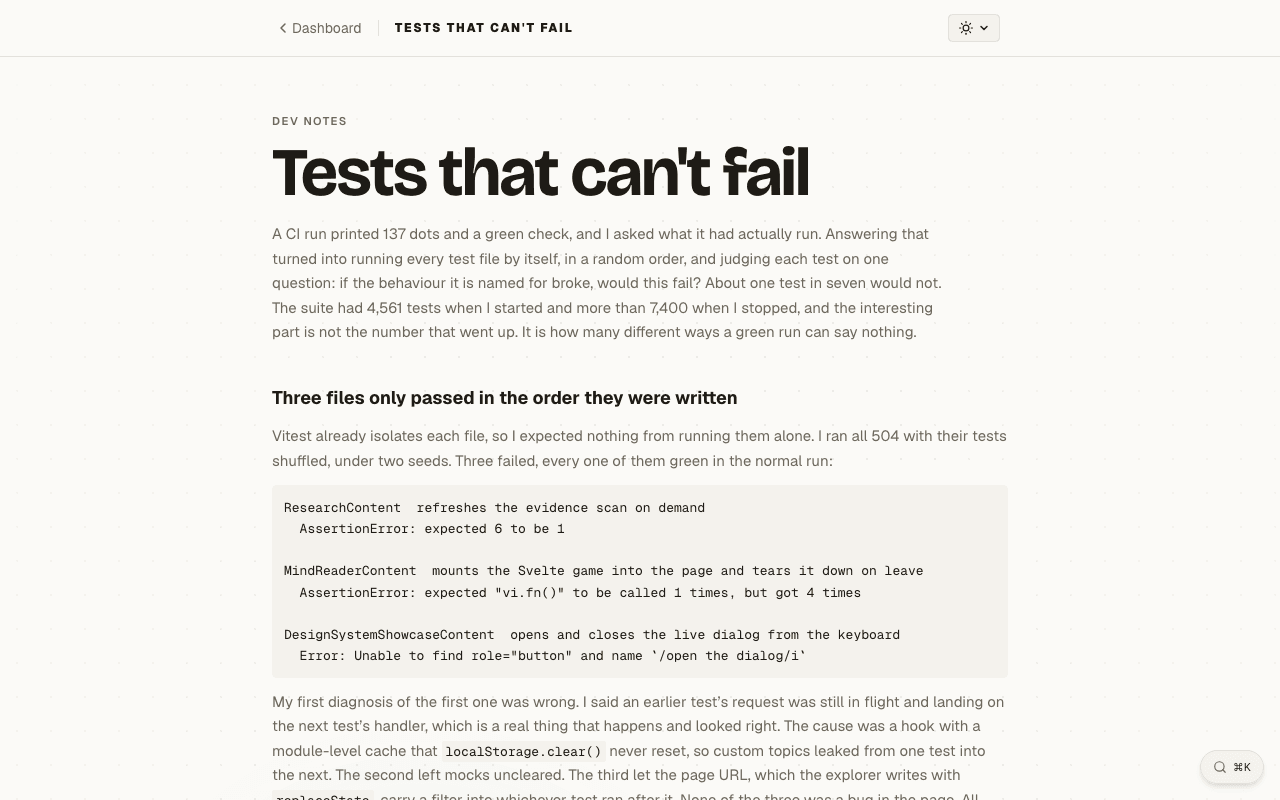 Dashboard
TESTS THAT CAN'T FAIL
DEV NOTES
Tests that can't fail
A CI run printed 137 dots and a green check, and I asked what it had actually run. Answering that
turned into running every test file by itself, in a random order, and judging each test on one
question: if the behaviour it is named for broke, would this fail? About one test in seven would not.
The suite had 4,561 tests when I started and more than 7,400 when I stopped, and the interesting
part is not the number that went up. It is how many different ways a green run can say nothing.
Three files only passed in the order they were written
Vitest already isolates each file, so I expected nothing from running them alone. I ran all 504 with their tests
shuffled, under two seeds. Three failed, every one of them green in the normal run:
ResearchContent  refreshes the evidence scan on demand
  AssertionError: expected 6 to be 1
MindReaderContent  mounts the Svelte game into the page and tears it down on leave
  AssertionError: expected "vi.fn()" to be called 1 times, but got 4 times
DesignSystemShowcaseContent  opens and closes the live dialog from the keyboard
  Error: Unable to find role="button" and name `/open the dialog/i`
My first diagnosis of the first one was wrong. I said an earlier test’s request was still in flight and landing on
the next test’s handler, which is a real thing that happens and looked right. The cause was a hook with a
module-level cache that localStorage.clear() never reset, so custom topics leaked from one test into
the next. The second left mocks uncleared. The third let the page URL, which the explorer writes with
replaceState, carry a filter into whichever test ran after it. None of the three was a bug in the page. All
⌘K